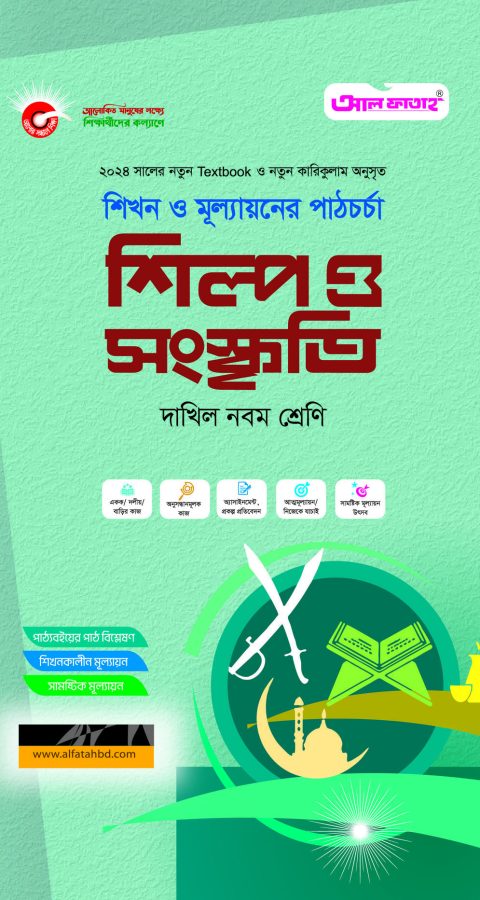 আলোকিত মানুষের লক্ষ্যে
শিক্ষার্থীদের কল্যাণে
আল ফাতাহ্ ®
২০২৪ সালের নতুন Textbook ও নতুন কারিকুলাম অনুসৃত
শিখন ও মূল্যায়নের পাঠচর্চা
শিল্প ও
সংস্কৃতি
দাখিল নবম শ্রেণি
একক/ দলীয়/
বাড়ির কাজ
অনুসন্ধানমূলক
কাজ
অ্যাসাইনমেন্ট,
প্রকল্প প্রতিবেদন
আত্মমূল্যায়ন/
নিজেকে যাচাই
সামষ্টিক মূল্যায়ন
উৎসব
পাঠ্যবইয়ের পাঠ বিশ্লেষণ
শিখনকালীন মূল্যায়ন
সামষ্টিক মূল্যায়ন
www.alfatahbd.com